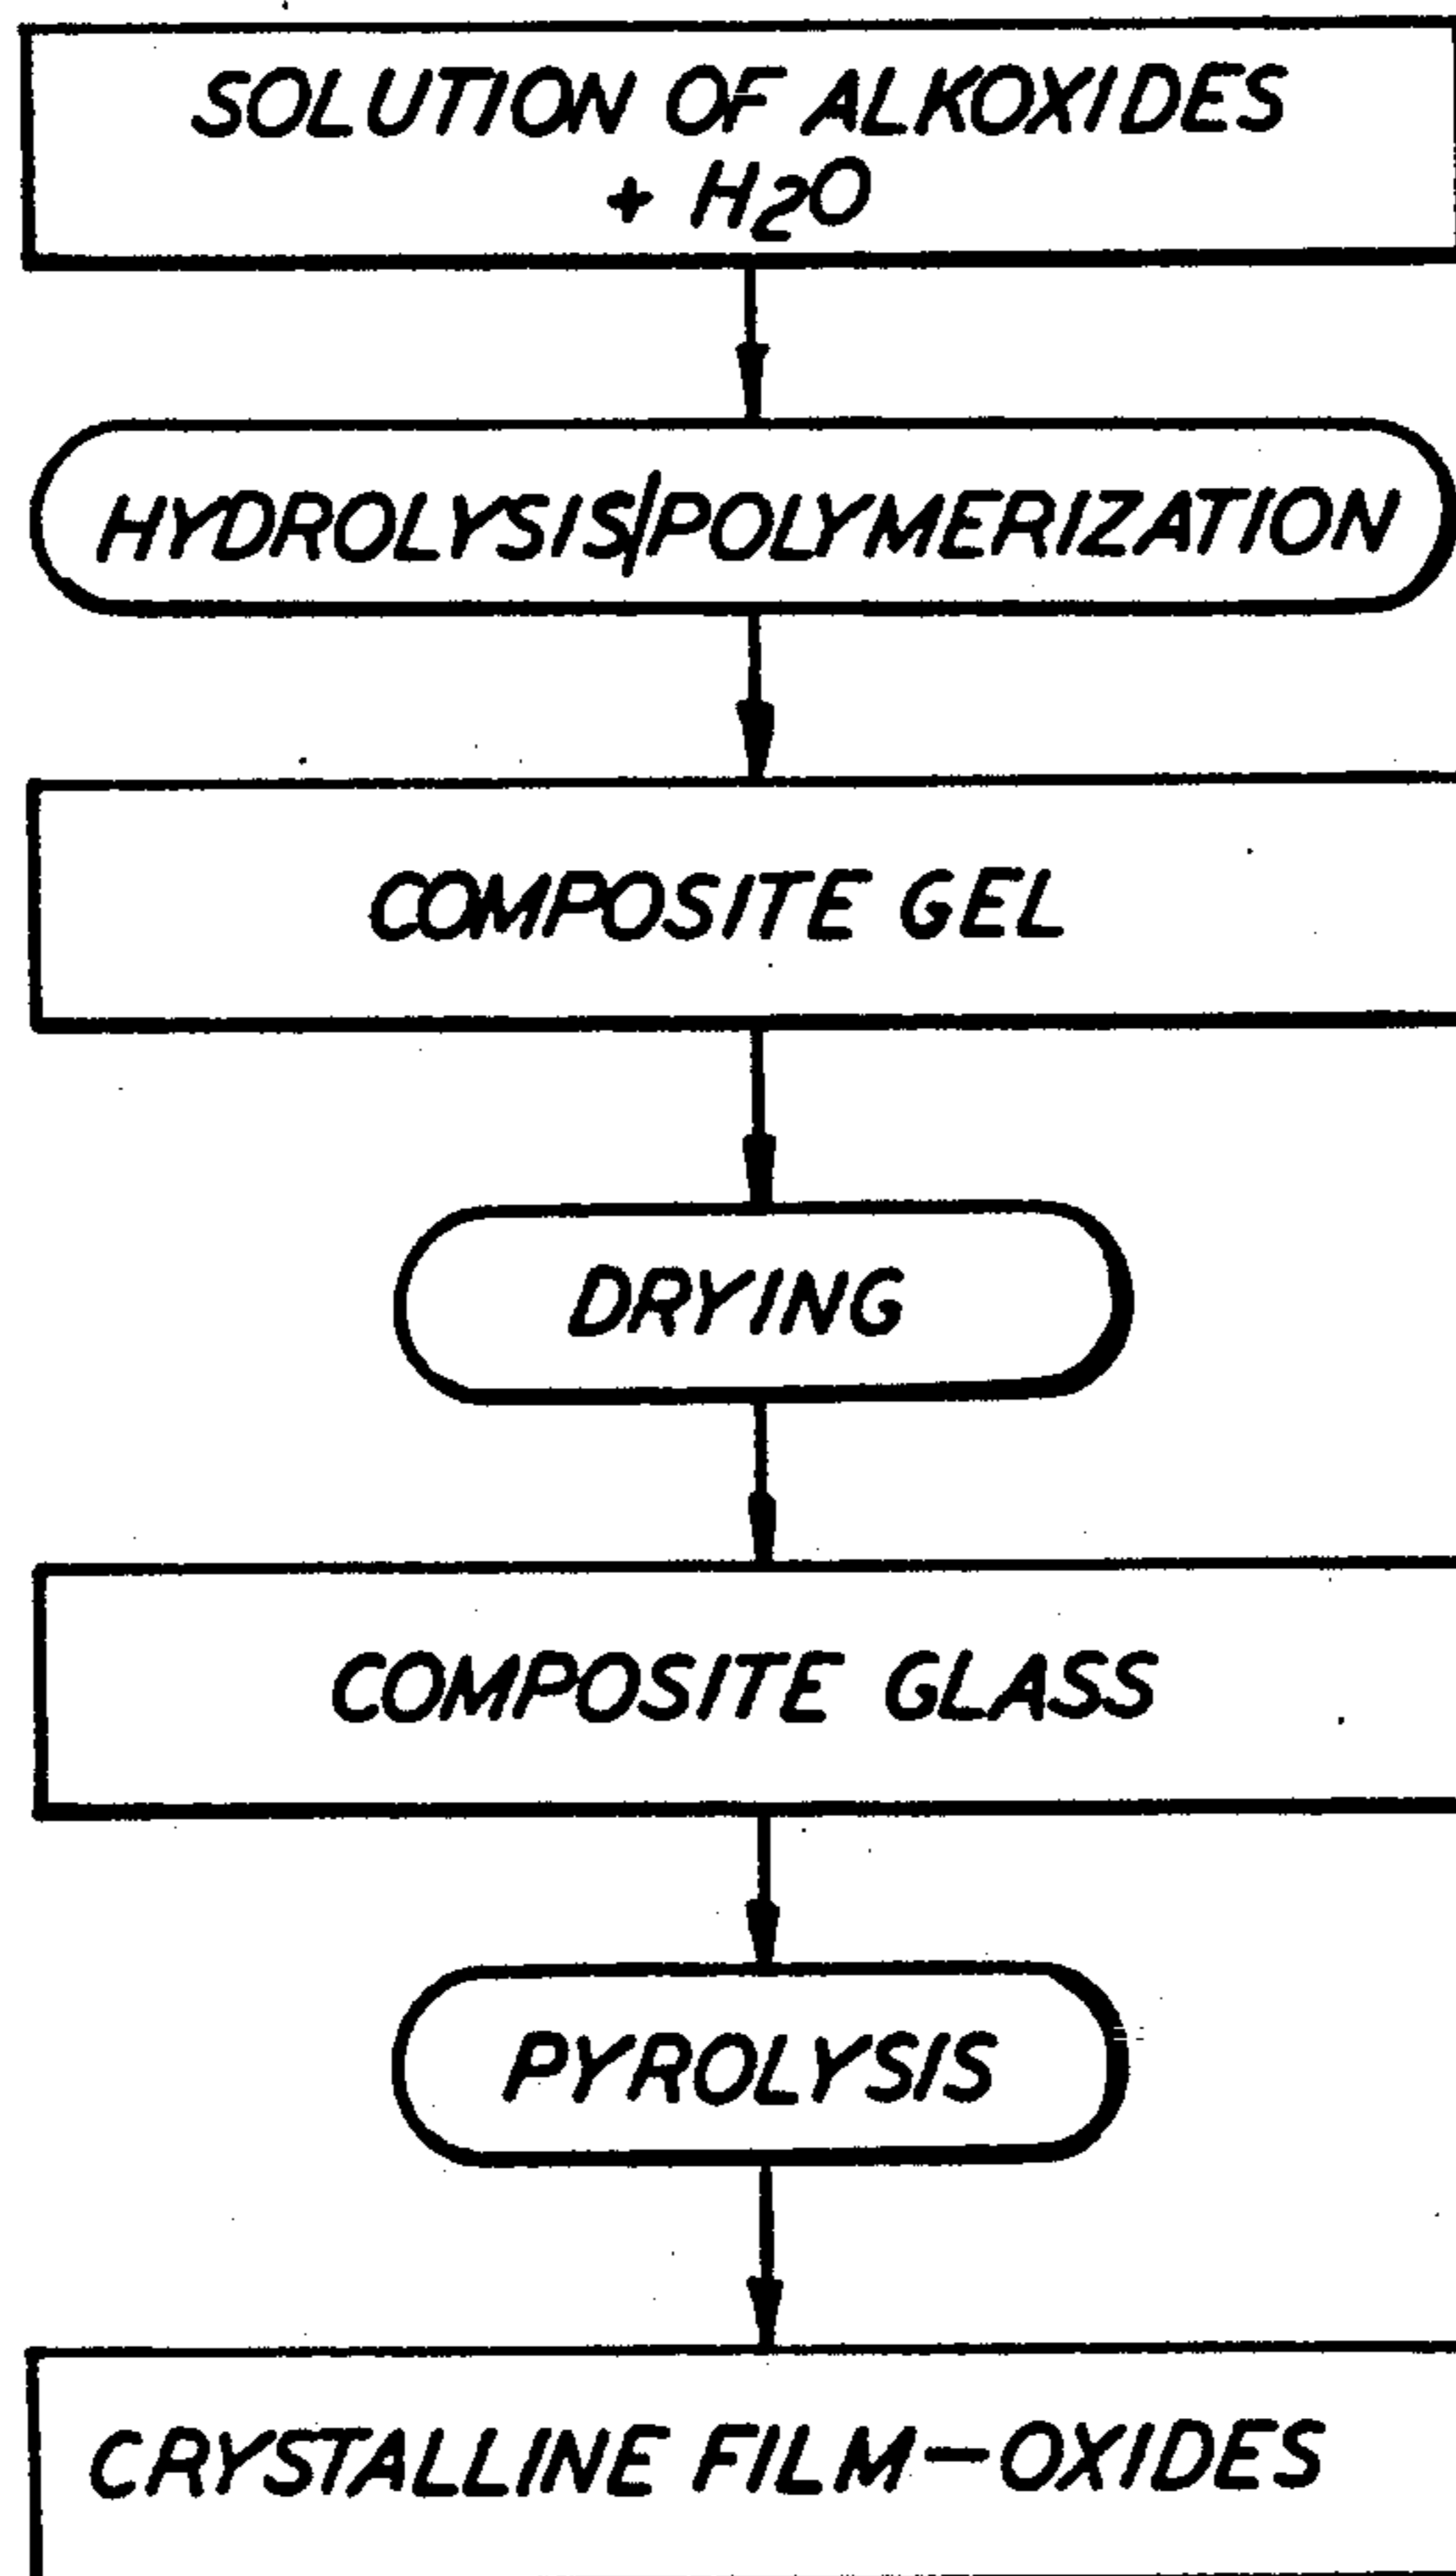 SOLUTION OF ALKOXIDES
+ H2O
HYDROLYSIS/POLYMERIZATION
COMPOSITE GEL
DRYING
COMPOSITE GLASS
PYROLYSIS
CRYSTALLINE FILM-OXIDES